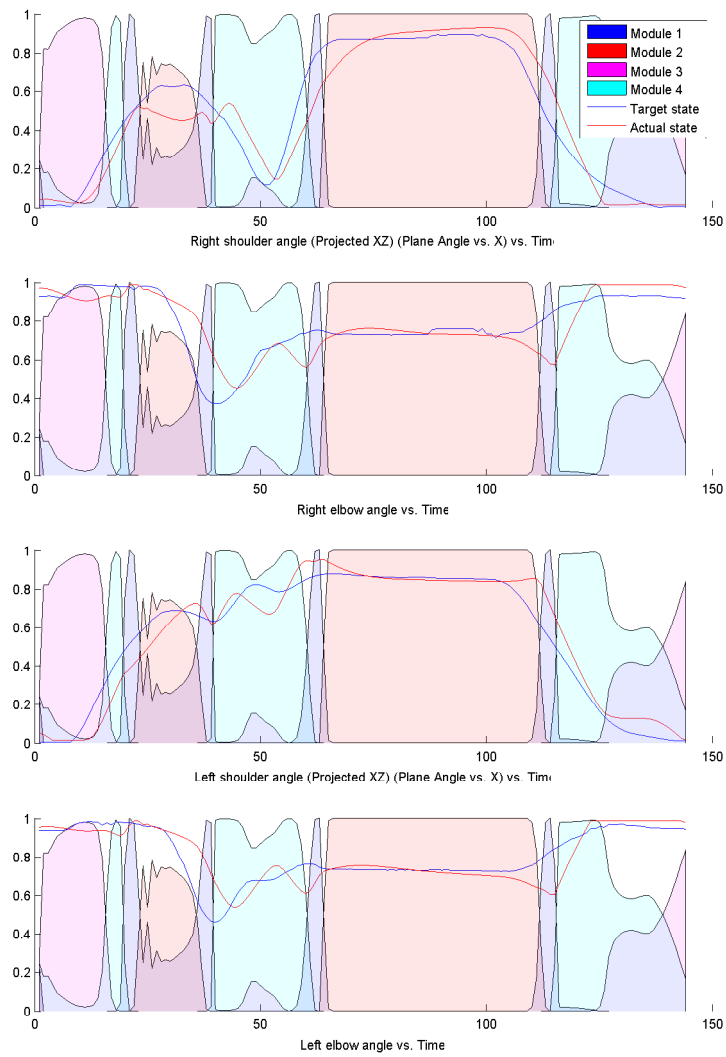 1
0.8
0.6
0.4
0.2
0
0 50 100 150
Module 1
Module 2
Module 3
Module 4
Target state
Actual state
Right shoulder angle (Projected XZ) (Plane Angle vs. X) vs. Time
1
0.8
0.6
0.4
0.2
0
0 50 100 150
Right elbow angle vs. Time
1
0.8
0.6
0.4
0.2
0
0 50 100 150
Left shoulder angle (Projected XZ) (Plane Angle vs. X) vs. Time
1
0.8
0.6
0.4
0.2
0
0 50 100 150
Left elbow angle vs. Time